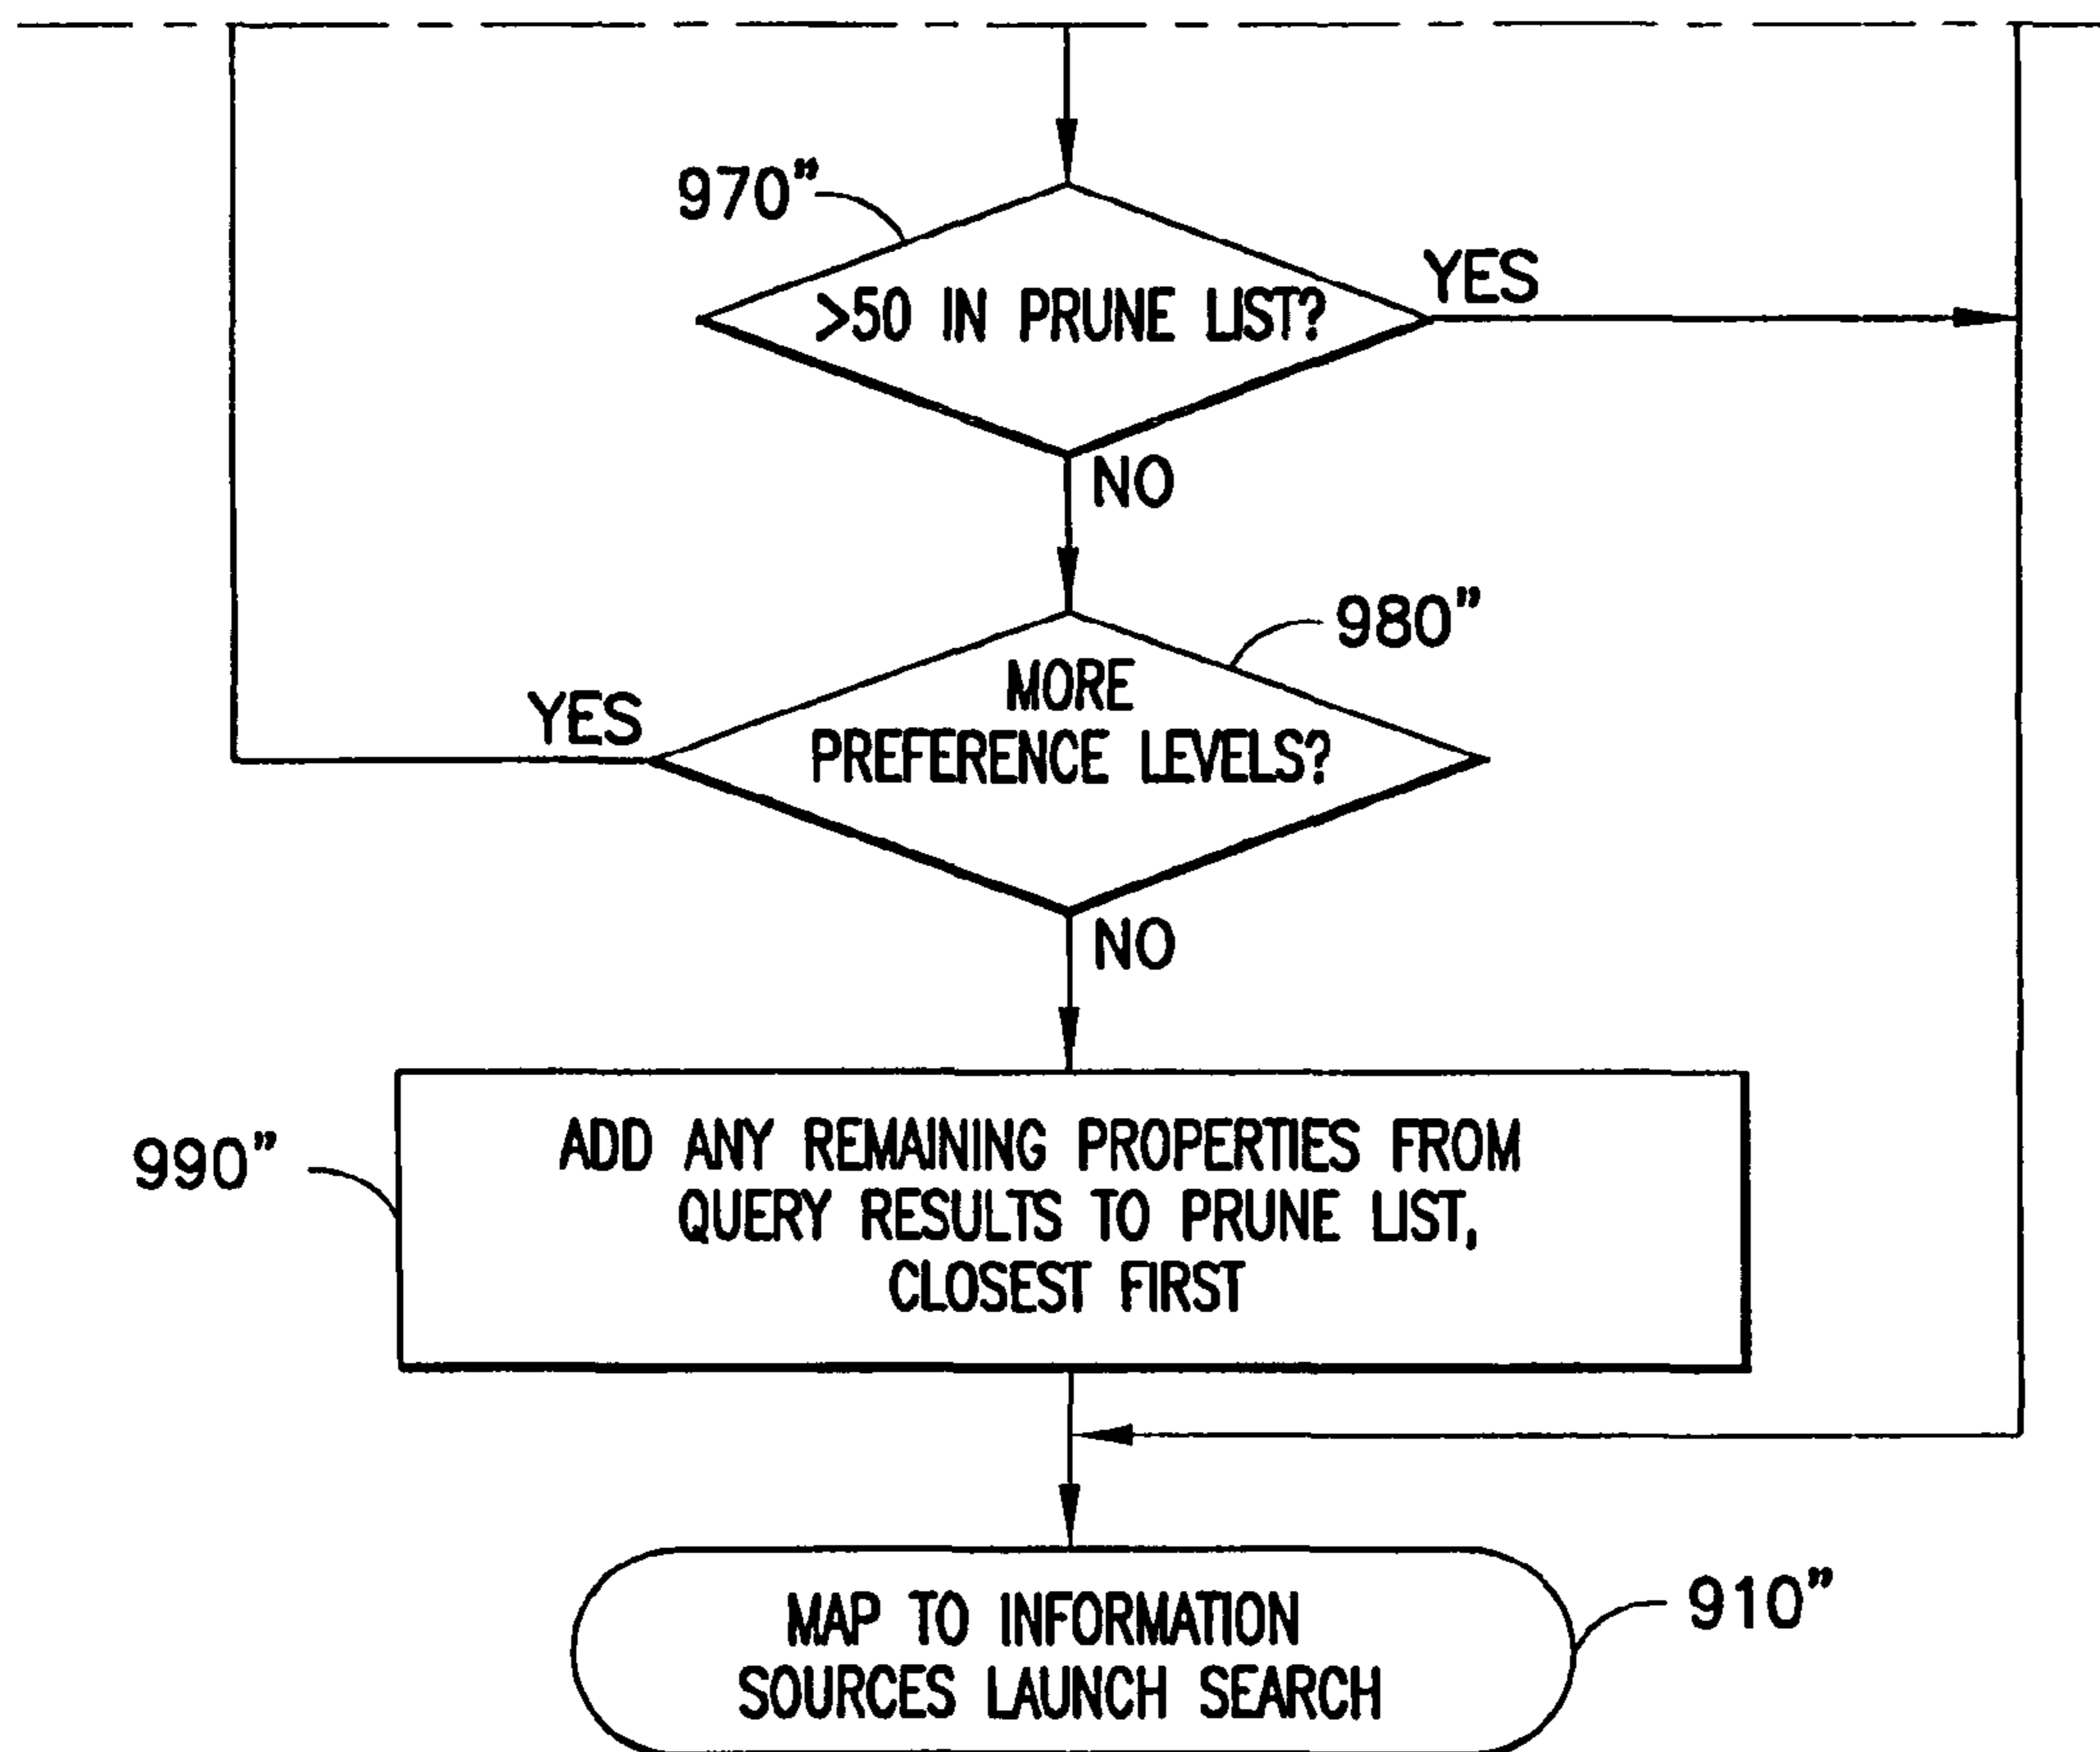 970”
>50 IN PRUNE LIST?
YES
NO
980”
MORE
PREFERENCE LEVELS?
YES
NO
990”
ADD ANY REMAINING PROPERTIES FROM
QUERY RESULTS TO PRUNE LIST,
CLOSEST FIRST
MAP TO INFORMATION
SOURCES LAUNCH SEARCH
910”